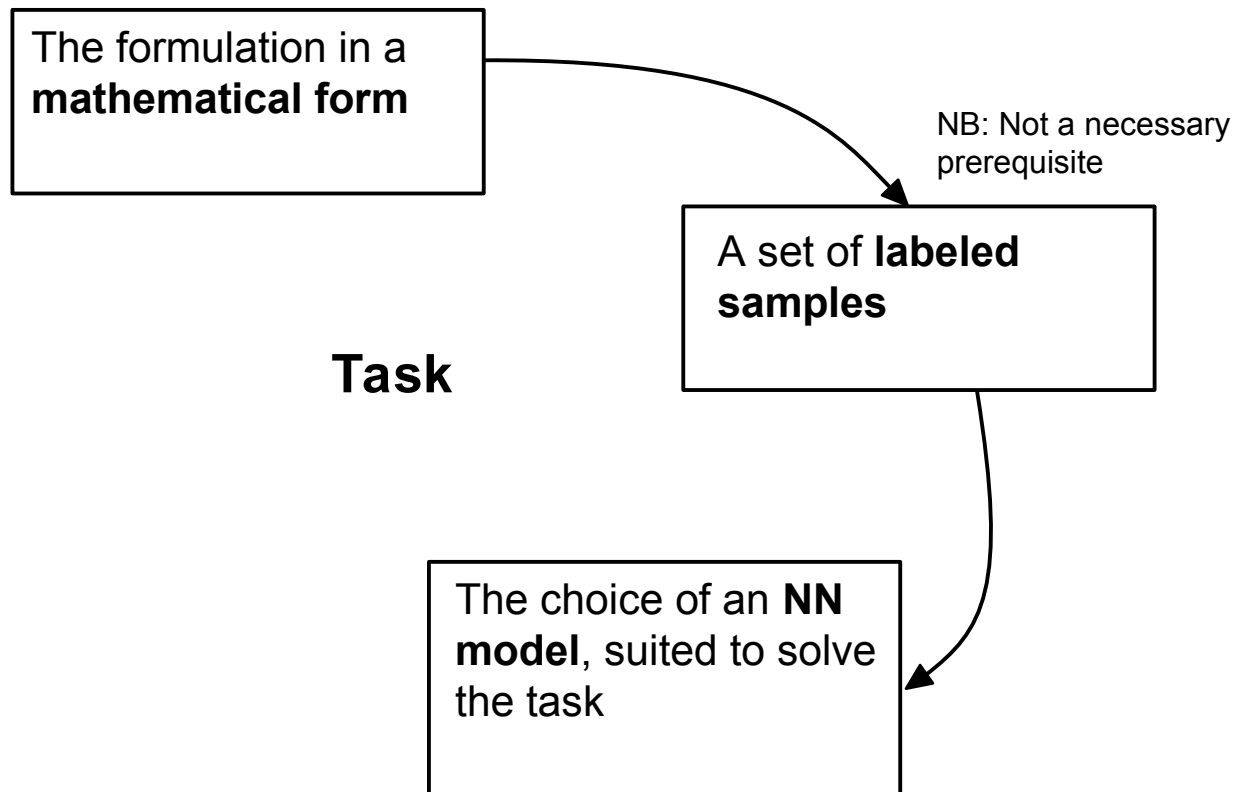 The formulation in a
mathematical form
NB: Not a necessary
prerequisite
A set of labeled
samples
Task
The choice of an NN
model, suited to solve
the task